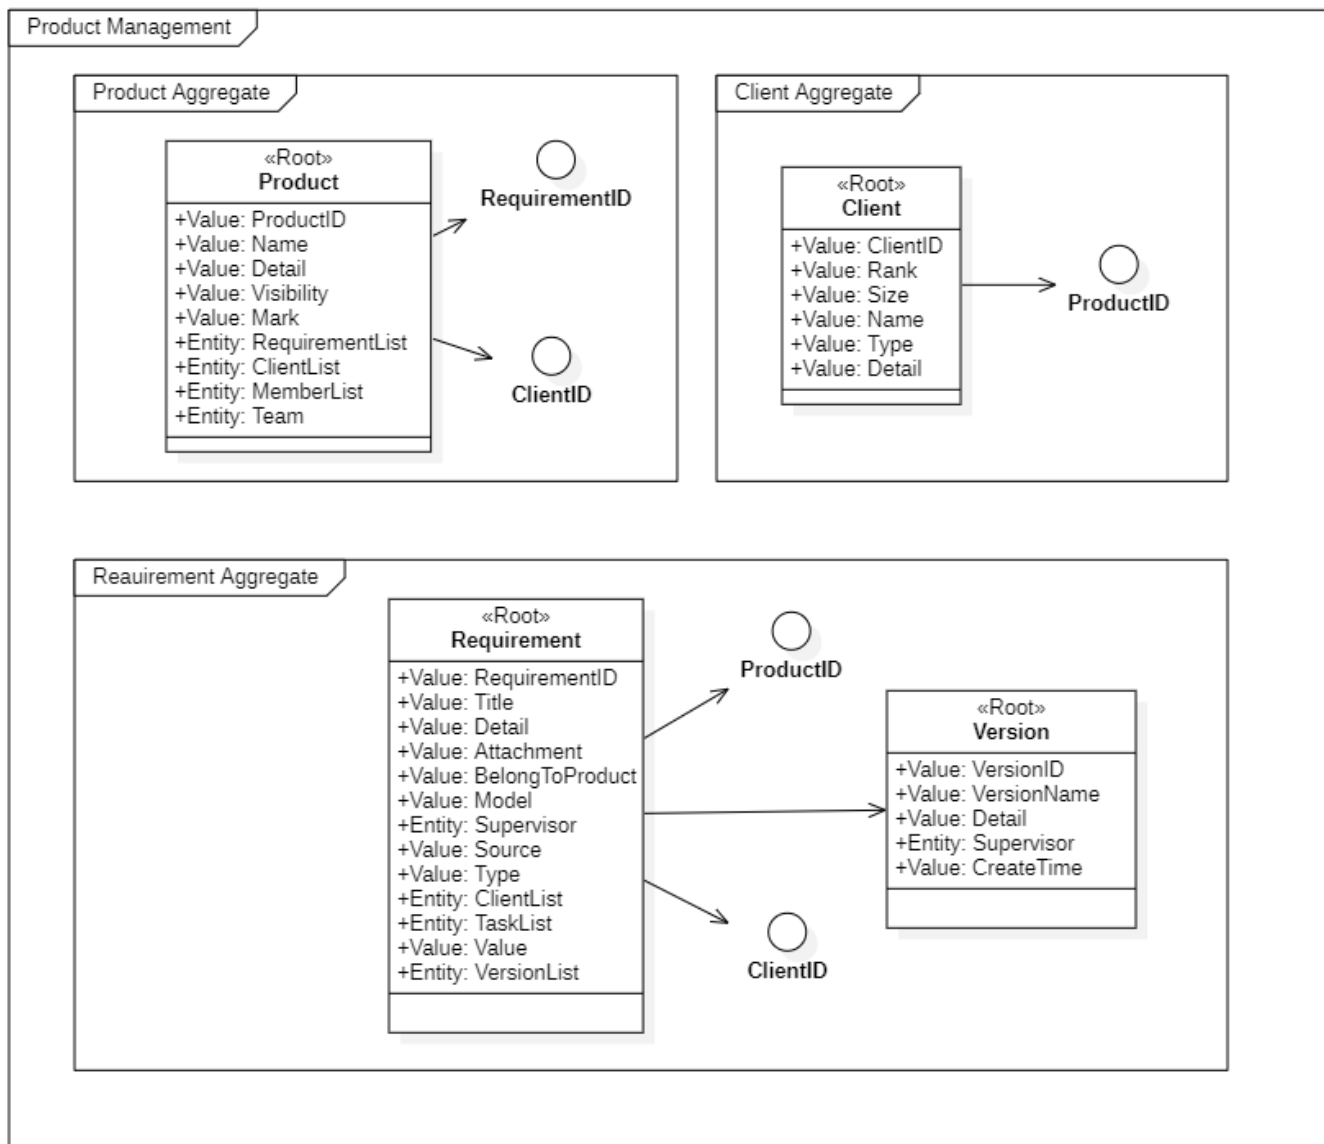 Product Management
Product Aggregate
«Root»
Product
+Value: ProductID
+Value: Name
+Value: Detail
+Value: Visibility
+Value: Mark
+Entity: RequirementList
+Entity: ClientList
+Entity: MemberList
+Entity: Team
RequirementID
ClientID
Client Aggregate
«Root»
Client
+Value: ClientID
+Value: Rank
+Value: Size
+Value: Name
+Value: Type
+Value: Detail
ProductID
Reauirement Aggregate
«Root»
Requirement
+Value: RequirementID
+Value: Title
+Value: Detail
+Value: Attachment
+Value: BelongToProduct
+Value: Model
+Entity: Supervisor
+Value: Source
+Value: Type
+Entity: ClientList
+Entity: TaskList
+Value: Value
+Entity: VersionList
ProductID
«Root»
Version
+Value: VersionID
+Value: VersionName
+Value: Detail
+Entity: Supervisor
+Value: CreateTime
ClientID